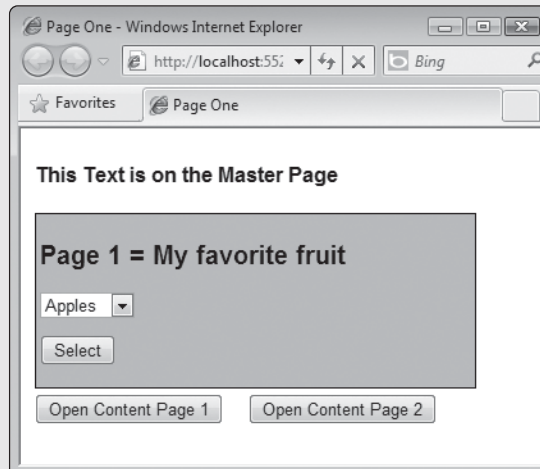 Page One - Windows Internet Explorer
http://localhost:552
Bing
Favorites
Page One
This Text is on the Master Page
Page 1 = My favorite fruit
Apples
Select
Open Content Page 1
Open Content Page 2